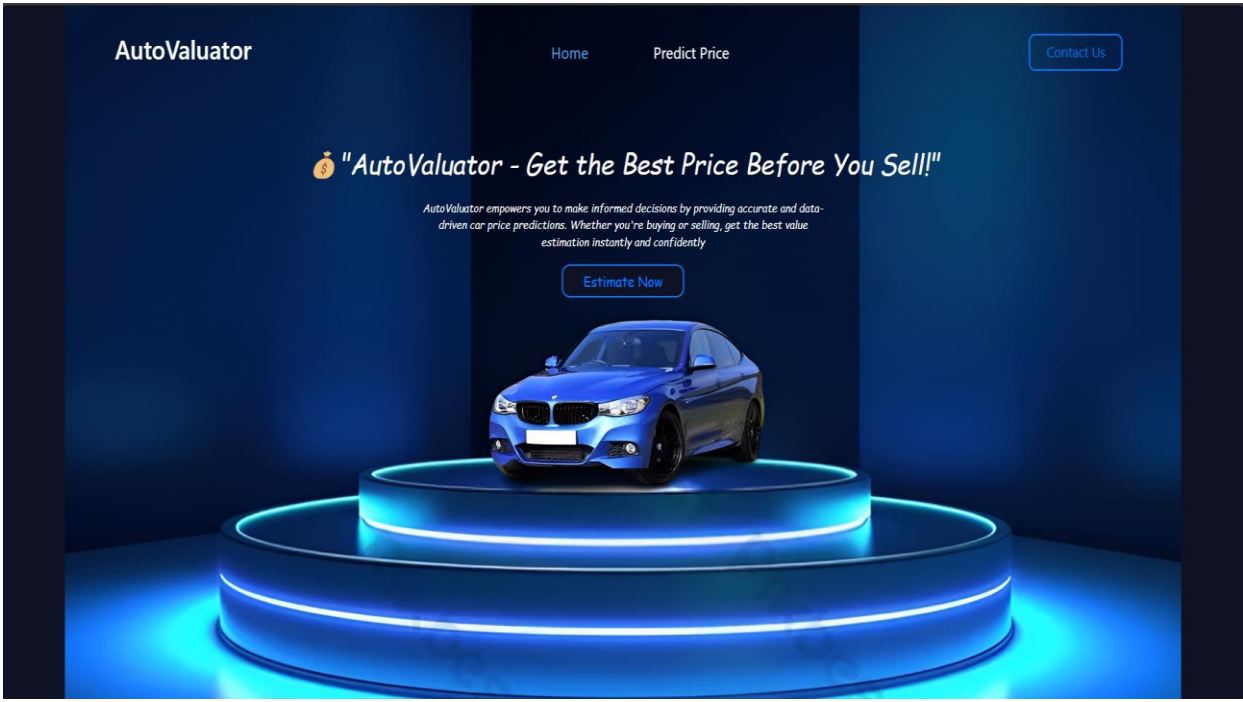 AutoValuator
Home
Predict Price
Contact Us
💰"AutoValuator - Get the Best Price Before You Sell!"
AutoValuator empowers you to make informed decisions by providing accurate and data-
driven car price predictions. Whether you're buying or selling, get the best value
estimation instantly and confidently
Estimate Now